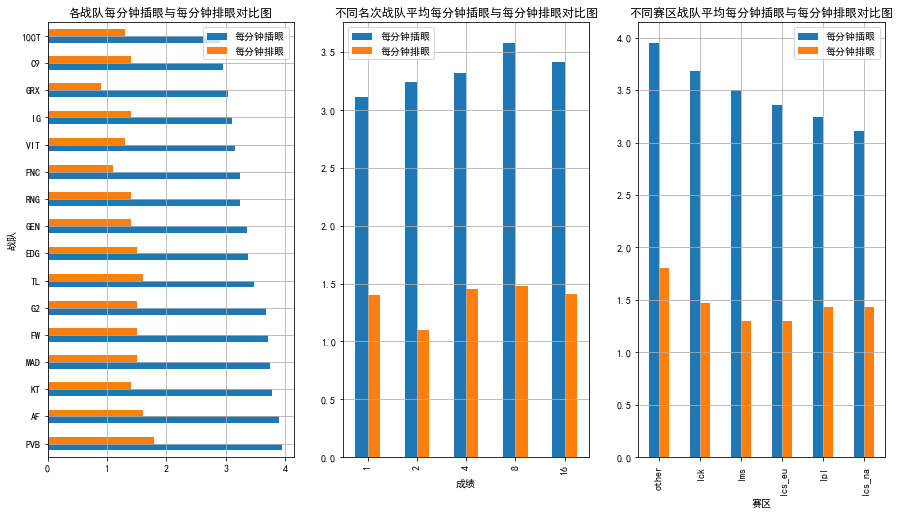 各战队每分钟插眼与每分钟排眼对比图
每分钟插眼
每分钟排眼
战队
100T
C9
GRX
IG
VIT
FNC
RNG
GEN
EDG
TL
G2
FW
MAD
KT
AF
PVB
0 1 2 3 4
不同名次战队平均每分钟插眼与每分钟排眼对比图
每分钟插眼
每分钟排眼
3.5
3.0
2.5
2.0
1.5
1.0
0.5
0.0
1 2 4 8 16
成绩
不同赛区战队平均每分钟插眼与每分钟排眼对比图
每分钟插眼
每分钟排眼
4.0
3.5
3.0
2.5
2.0
1.5
1.0
0.5
0.0
other lck lms lcs_eu lpl lcs_na
赛区